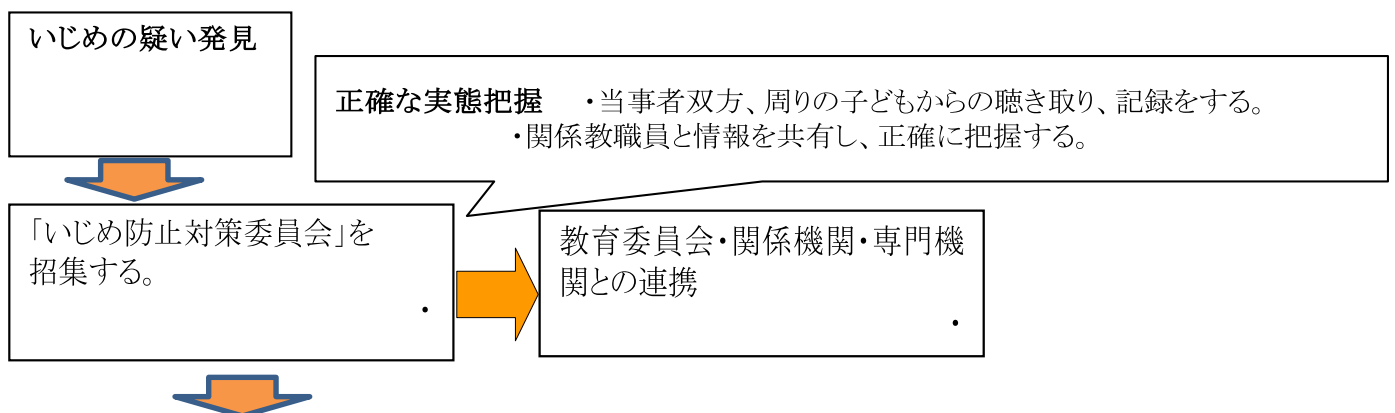 いじめの疑い発見
正確な実態把握　・当事者双方、周りの子どもからの聴き取り、記録をする。
・関係教職員と情報を共有し、正確に把握する。
「いじめ防止対策委員会」を
招集する。
・
教育委員会・関係機関・専門機
関との連携
・